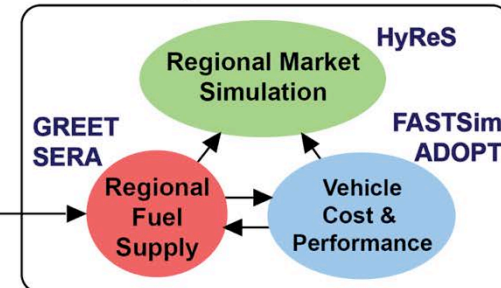 HyReS
Regional Market
Simulation
GREET
SERA
FASTSim
ADOPT
Regional
Fuel
Supply
Vehicle
Cost &
Performance